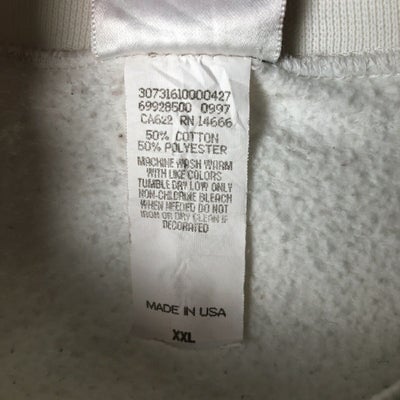 30731610000427
69928500 0997
CA622 RN 14666
50% COTTON
50% POLYESTER
MACHINE WASH WARM
WITH LIKE COLORS
TUMBLE DRY LOW ONLY
NON-CHLORINE BLEACH
WHEN NEEDED DO NOT
IRON OR DRY CLEAN IF
DECORATED
MADE IN USA
XXL